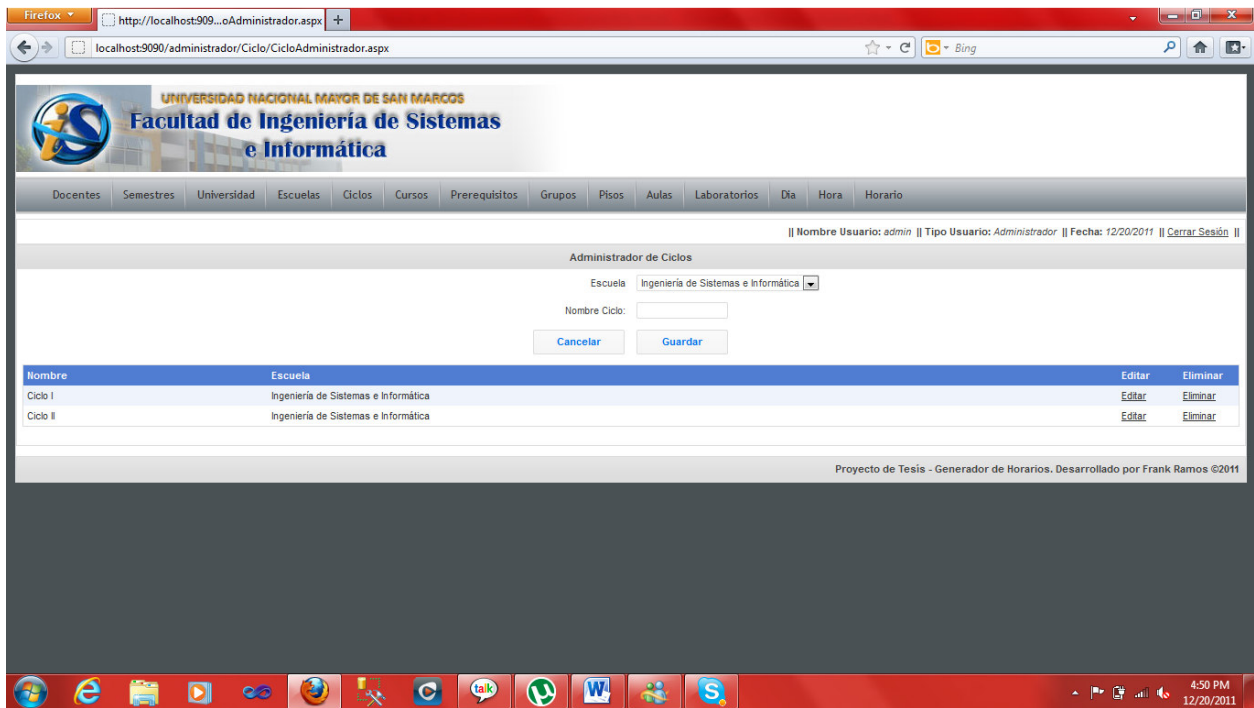 Firefox
http://localhost:909...oAdministrador.aspx
localhost:9090/administrador/Ciclo/CicloAdministrador.aspx
Bing
UNIVERSIDAD NACIONAL MAYOR DE SAN MARCOS
Facultad de Ingeniería de Sistemas
e Informática
Docentes Semestres Universidad Escuelas Ciclos Cursos Prerequisitos Grupos Pisos Aulas Laboratorios Día Hora Horario
|| Nombre Usuario: admin || Tipo Usuario: Administrador || Fecha: 12/20/2011 || Cerrar Sesión ||
Administrador de Ciclos
Escuela Ingeniería de Sistemas e Informática
Nombre Ciclo:
Cancelar Guardar
Nombre Escuela Editar Eliminar
Ciclo I Ingeniería de Sistemas e Informática Editar Eliminar
Ciclo II Ingeniería de Sistemas e Informática Editar Eliminar
Proyecto de Tesis - Generador de Horarios. Desarrollado por Frank Ramos ©2011
talk
4:50 PM
12/20/2011